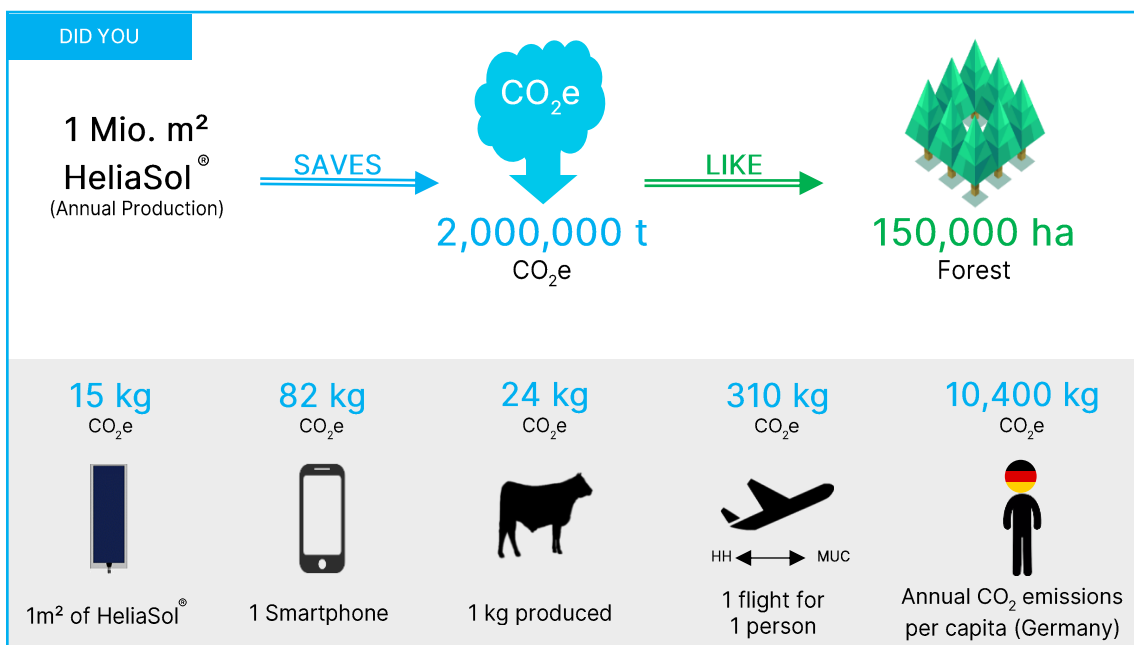 DID YOU
1 Mio. m²
HeliaSol®
(Annual Production)
SAVES
CO₂e
2,000,000 t
CO₂e
LIKE
150,000 ha
Forest
15 kg
CO₂e
1m² of HeliaSol®
82 kg
CO₂e
1 Smartphone
24 kg
CO₂e
1 kg produced
310 kg
CO₂e
HH
MUC
1 flight for
1 person
10,400 kg
CO₂e
Annual CO₂ emissions
per capita (Germany)